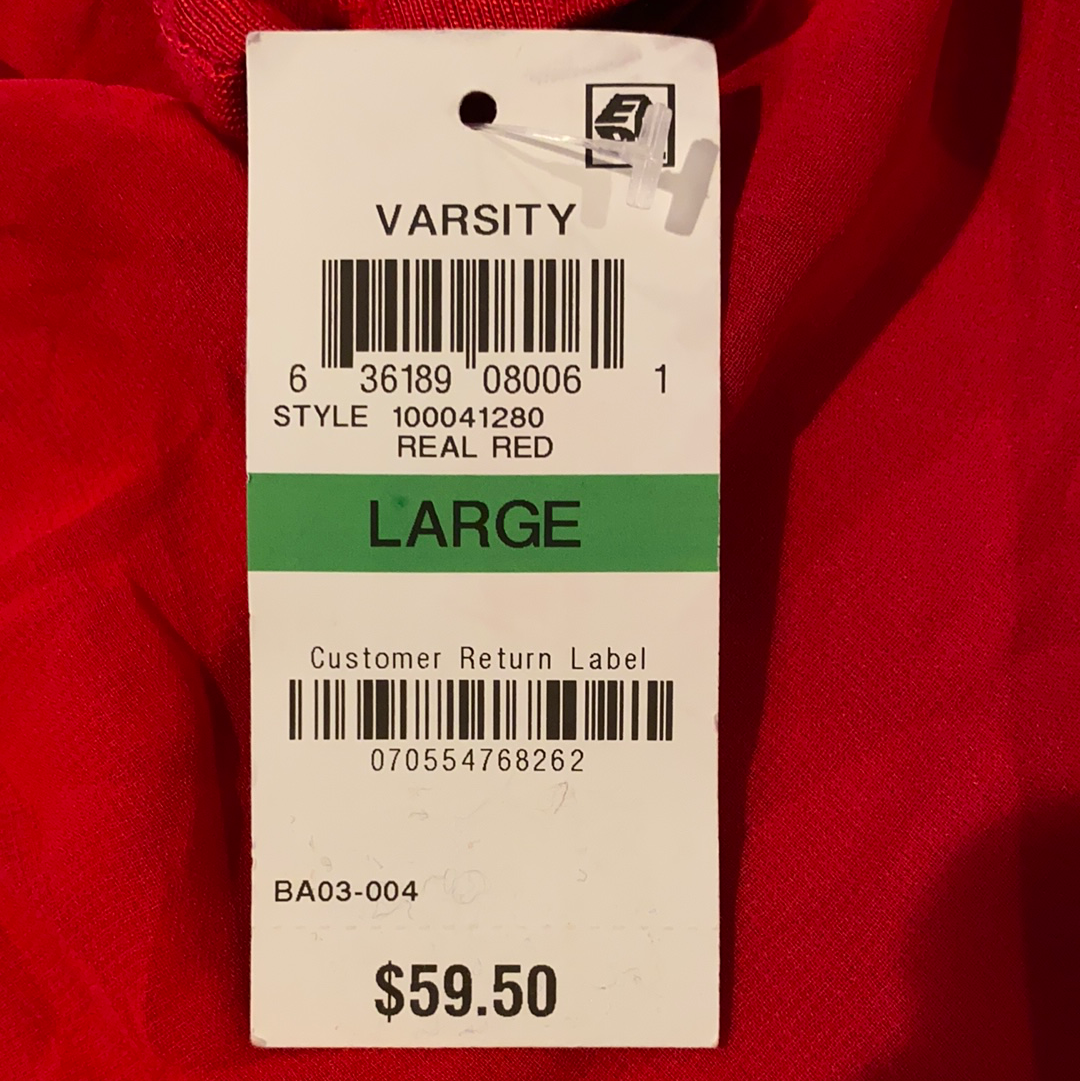 VARSITY
6 36189 08006 1
STYLE 100041280
REAL RED
LARGE
Customer Return Label
070554768262
BA03-004
$59.50